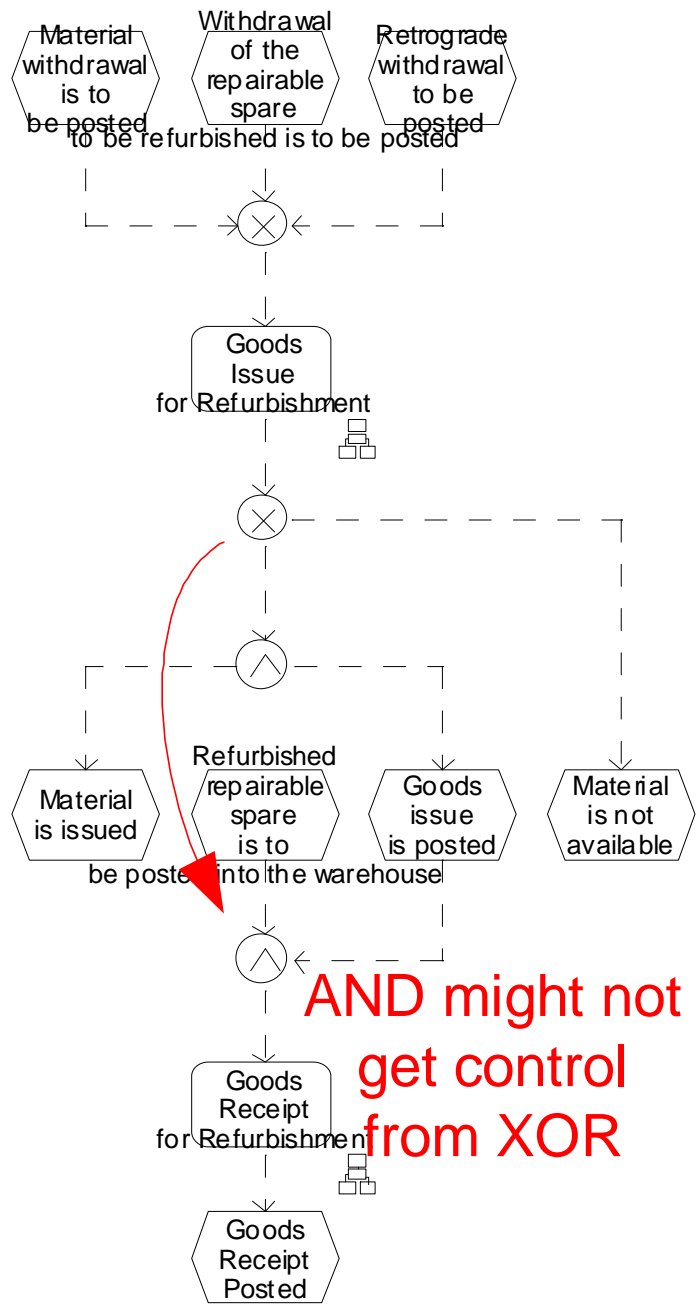 Material
withdrawal
is to
be posted
Withdrawal
of the
repairable
spare
to be refurbished is to be posted
Retrograde
withdrawal
to be
posted
Goods
Issue
for Refurbishment
Material
is issued
Refurbished
repairable
spare
is to
be posted into the warehouse
Goods
issue
is posted
Material
is not
available
AND might not
get control
from XOR
Goods
Receipt
for Refurbishment
Goods
Receipt
Posted